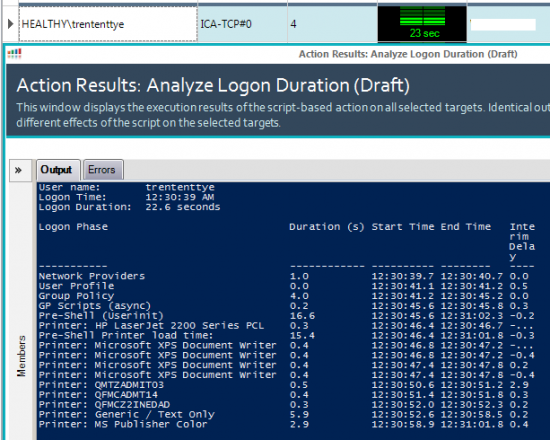 HEALTHY\trententtye ICA-TCP#0 4
23 sec
Action Results: Analyze Logon Duration (Draft)
Action Results: Analyze Logon Duration (Draft)
This window displays the execution results of the script-based action on all selected targets. Identical out
different effects of the script on the selected targets.
» Output Errors
Members
User name: trententtye
Logon Time: 12:30:39 AM
Logon Duration: 22.6 seconds
Logon Phase Duration (s) Start Time End Time Inte
rim
Dela
y
----------- ------------ ---------- -------- ----
Network Providers 1.0 12:30:39.7 12:30:40.7 0.0
User Profile 0.0 12:30:41.1 12:30:41.2 0.5
Group Policy 4.0 12:30:41.2 12:30:45.2 0.0
GP Scripts (async) 0.2 12:30:45.6 12:30:45.8 0.3
Pre-Shell (Userinit) 16.6 12:30:45.6 12:31:02.3 -0.2
Printer: HP LaserJet 2200 Series PCL 0.3 12:30:46.4 12:30:46.7 -...
Pre-Shell Printer load time: 15.4 12:30:46.4 12:31:01.8 -0.3
Printer: Microsoft XPS Document Writer 0.4 12:30:46.8 12:30:47.2 -...
Printer: Microsoft XPS Document Writer 0.4 12:30:46.8 12:30:47.2 -0.4
Printer: Microsoft XPS Document Writer 0.4 12:30:47.4 12:30:47.8 0.2
Printer: Microsoft XPS Document Writer 0.4 12:30:47.4 12:30:47.8 -0.4
Printer: QMTZADMIT03 0.5 12:30:50.6 12:30:51.2 2.9
Printer: QFMCADMT14 0.4 12:30:51.4 12:30:51.8 0.3
Printer: QFMCZ2INEDAD 0.3 12:30:52.0 12:30:52.3 0.2
Printer: Generic / Text Only 5.9 12:30:52.6 12:30:58.5 0.2
Printer: MS Publisher Color 2.9 12:30:58.9 12:31:01.8 0.4